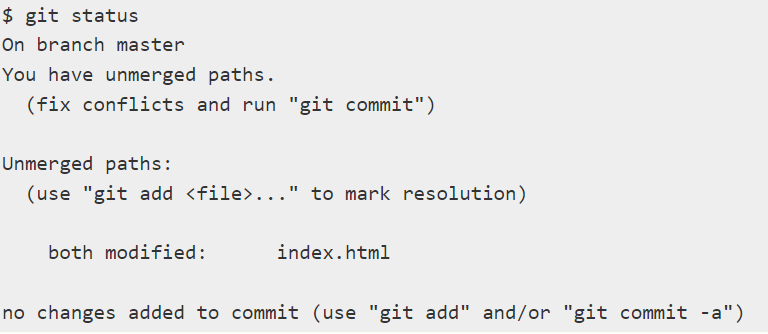 $ git status
On branch master
You have unmerged paths.
  (fix conflicts and run "git commit")

Unmerged paths:
  (use "git add <file>..." to mark resolution)

    both modified:      index.html

no changes added to commit (use "git add" and/or "git commit -a")